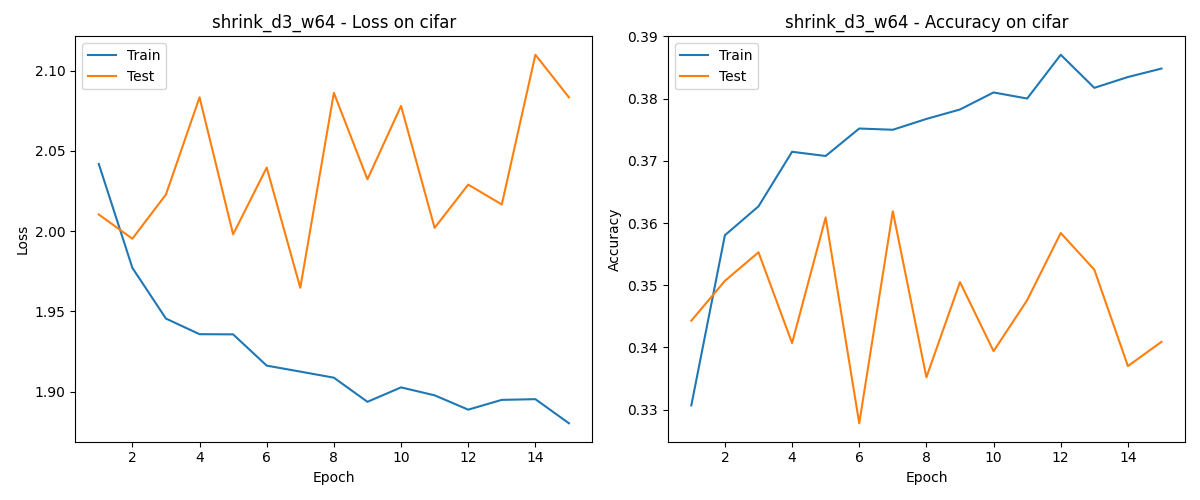 shrink_d3_w64 - Loss on cifar
Train
Test
2.10
2.05
2.00
1.95
1.90
Loss
2
4
6
8
10
12
14
Epoch
shrink_d3_w64 - Accuracy on cifar
Train
Test
0.39
0.38
0.37
0.36
0.35
0.34
0.33
Accuracy
2
4
6
8
10
12
14
Epoch